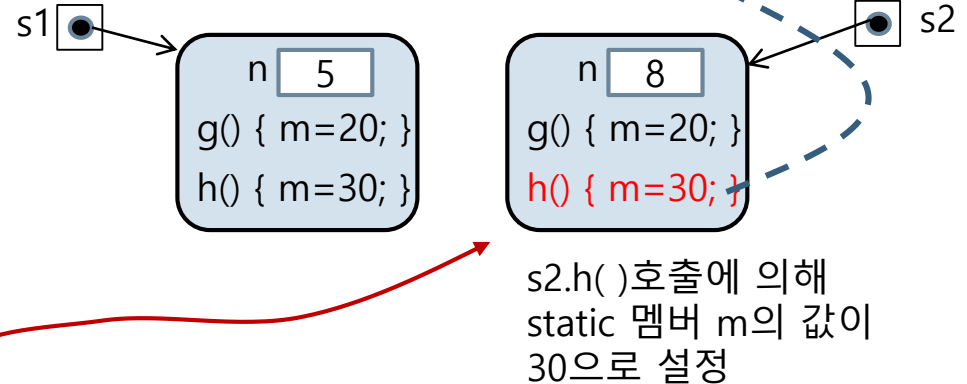 s1
s2
n 5
g() { m=20; }
h() { m=30; }
n 8
g() { m=20; }
h() { m=30; }
s2.h( )호출에 의해
static 멤버 m의 값이
30으로 설정